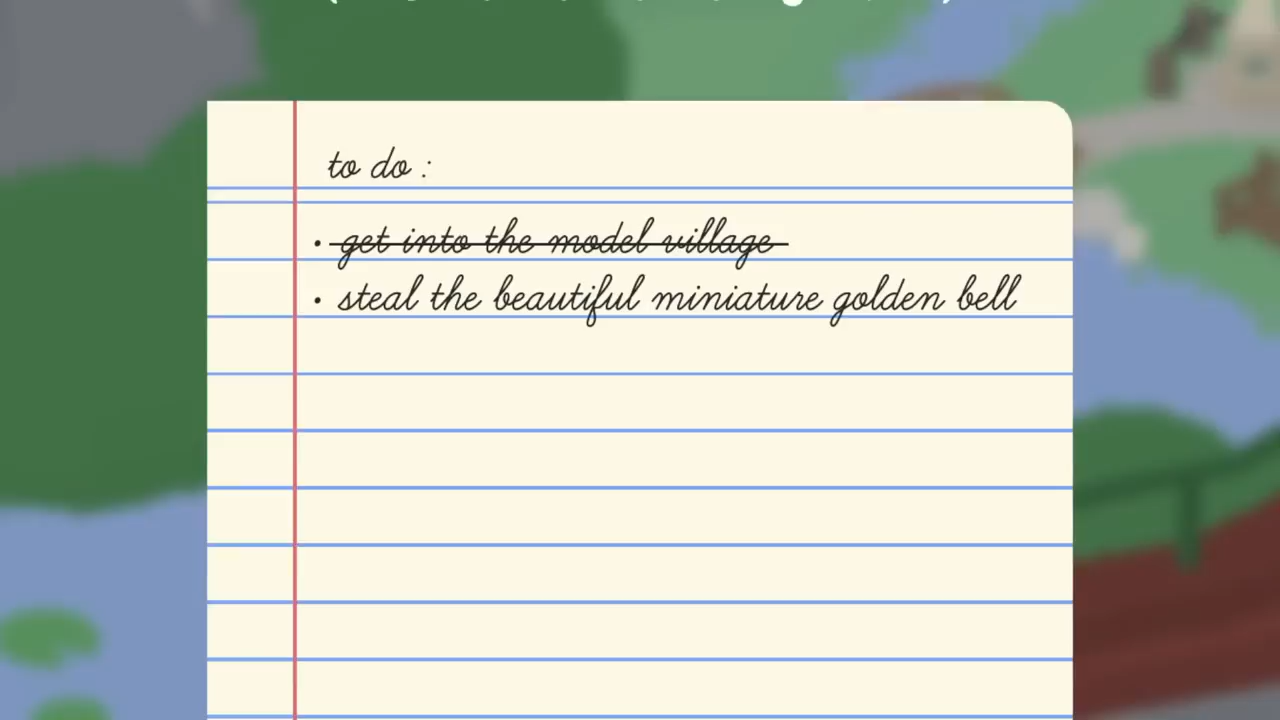 to do :
• get into the model village
• steal the beautiful miniature golden bell